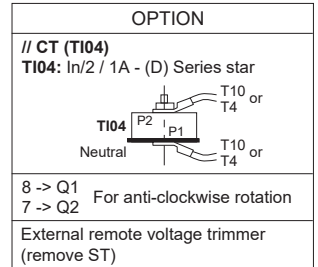 OPTION
// CT (TI04)
TI04: In/2 / 1A - (D) Series star
T10 or
T4
P2
TI04
P1
Neutral
T10 or
T4
8 -> Q1
7 -> Q2
For anti-clockwise rotation
External remote voltage trimmer
(remove ST)